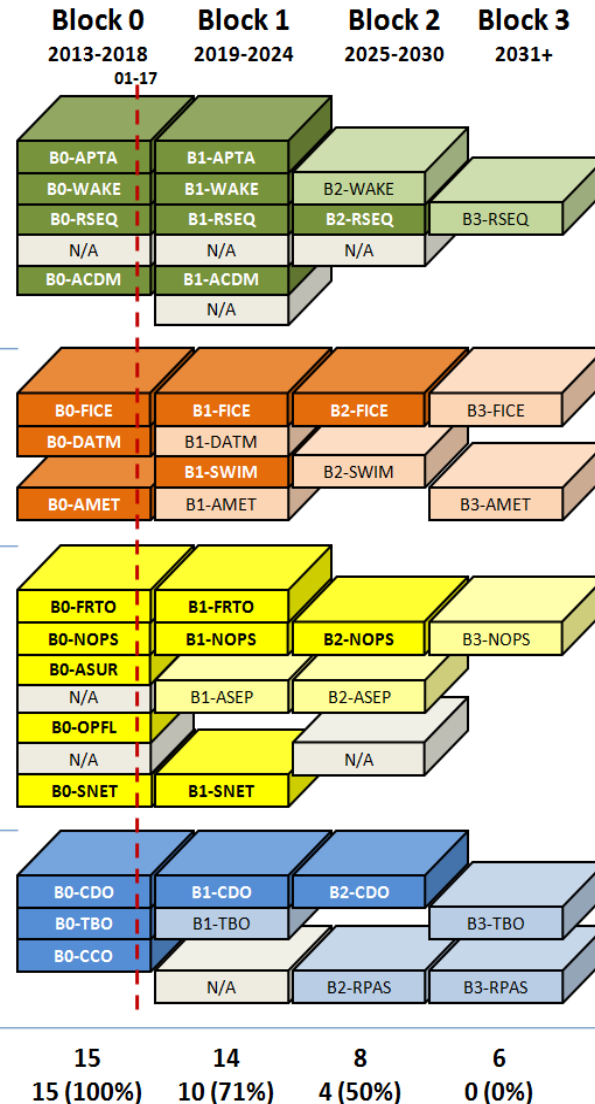 Block 0 Block 1 Block 2 Block 3
2013-2018 2019-2024 2025-2030 2031+
01-17
B0-APTA B1-APTA
B0-WAKE B1-WAKE B2-WAKE
B0-RSEQ B1-RSEQ B2-RSEQ B3-RSEQ
N/A N/A N/A
B0-ACDM B1-ACDM
N/A
B0-FICE B1-FICE B2-FICE B3-FICE
B0-DATM B1-DATM
B1-SWIM B2-SWIM
B0-AMET B1-AMET B3-AMET
B0-FRTO B1-FRTO
B0-NOPS B1-NOPS B2-NOPS B3-NOPS
B0-ASUR
N/A B1-ASEP B2-ASEP
B0-OPFL
N/A N/A
B0-SNET B1-SNET
B0-CDO B1-CDO B2-CDO
B0-TBO B1-TBO B3-TBO
B0-CCO
N/A B2-RPAS B3-RPAS
15 14 8 6
15 (100%) 10 (71%) 4 (50%) 0 (0%)